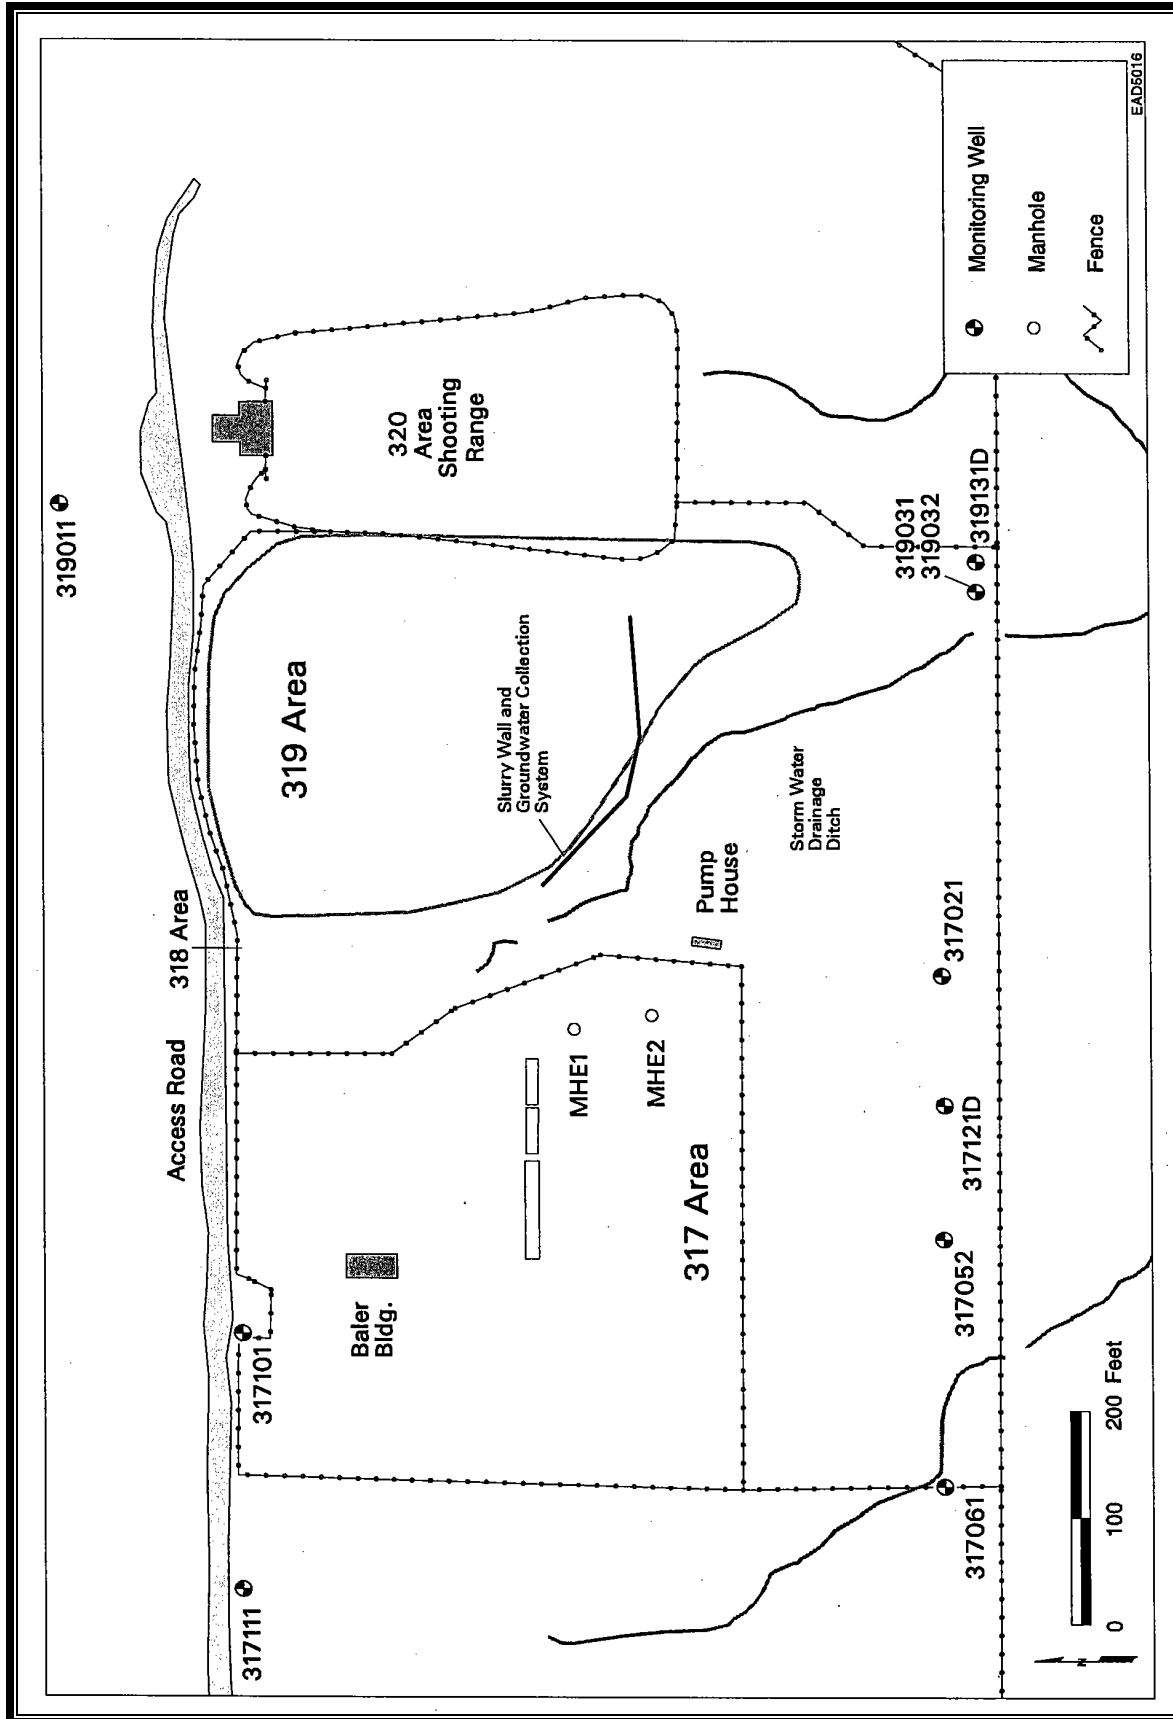 319011
318 Area
Access Road
317111
317101
Baler
Bldg.
319 Area
320
Area
Shooting
Range
Slurry Wall and
Groundwater Collection
System
MHE1
MHE2
317 Area
Pump
House
Storm Water
Drainage
Ditch
317061
317052
317121D
317021
319031
319032
319131D
Monitoring Well
Manhole
Fence
0
100
200 Feet
N
EAD5016